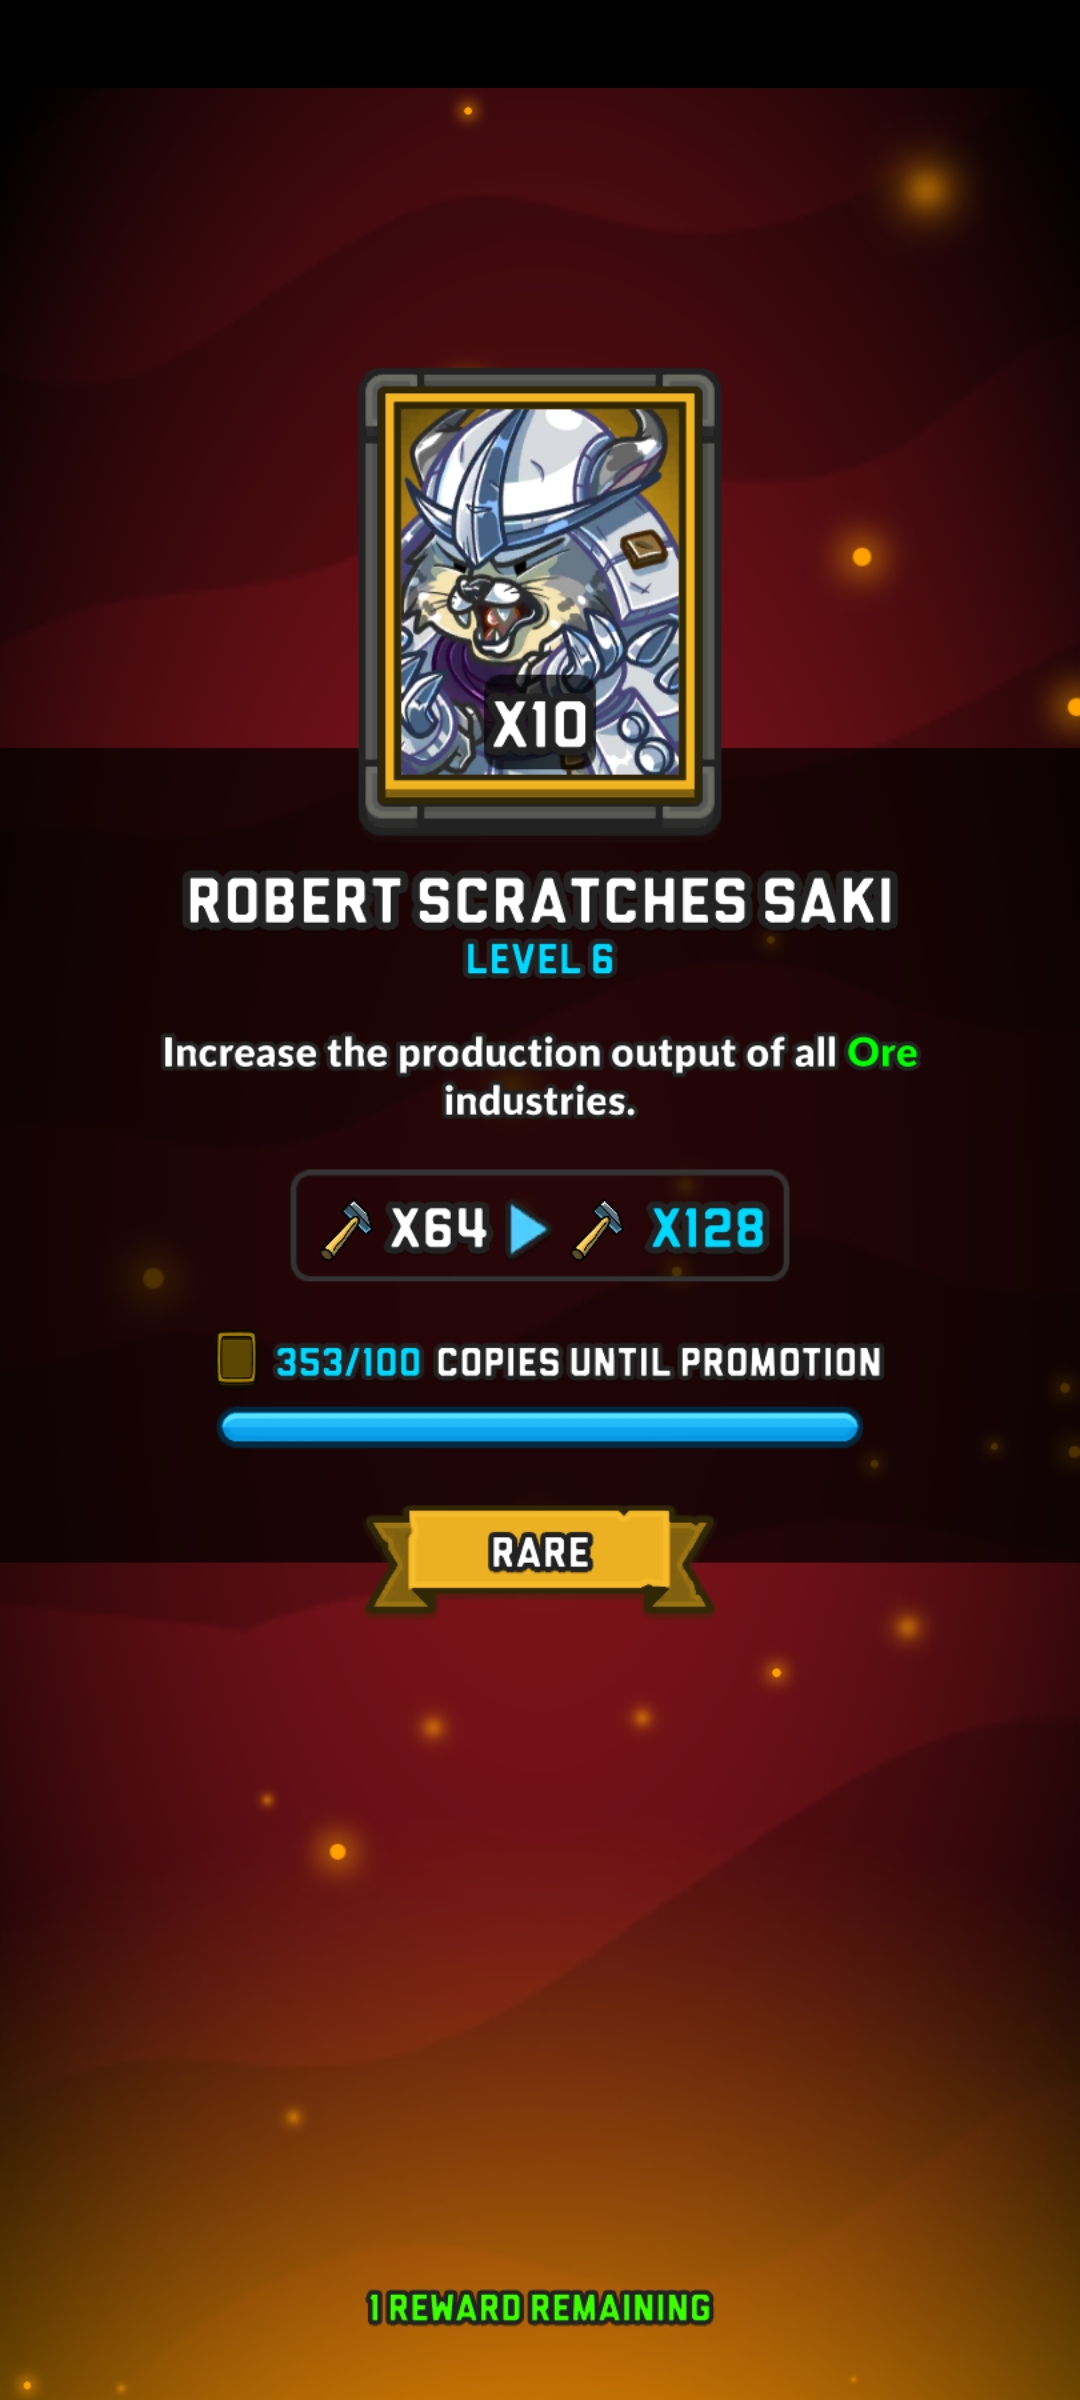 X10
ROBERT SCRATCHES SAKI
LEVEL 6
Increase the production output of all Ore
industries.
X64 X128
353/100 COPIES UNTIL PROMOTION
RARE
1 REWARD REMAINING